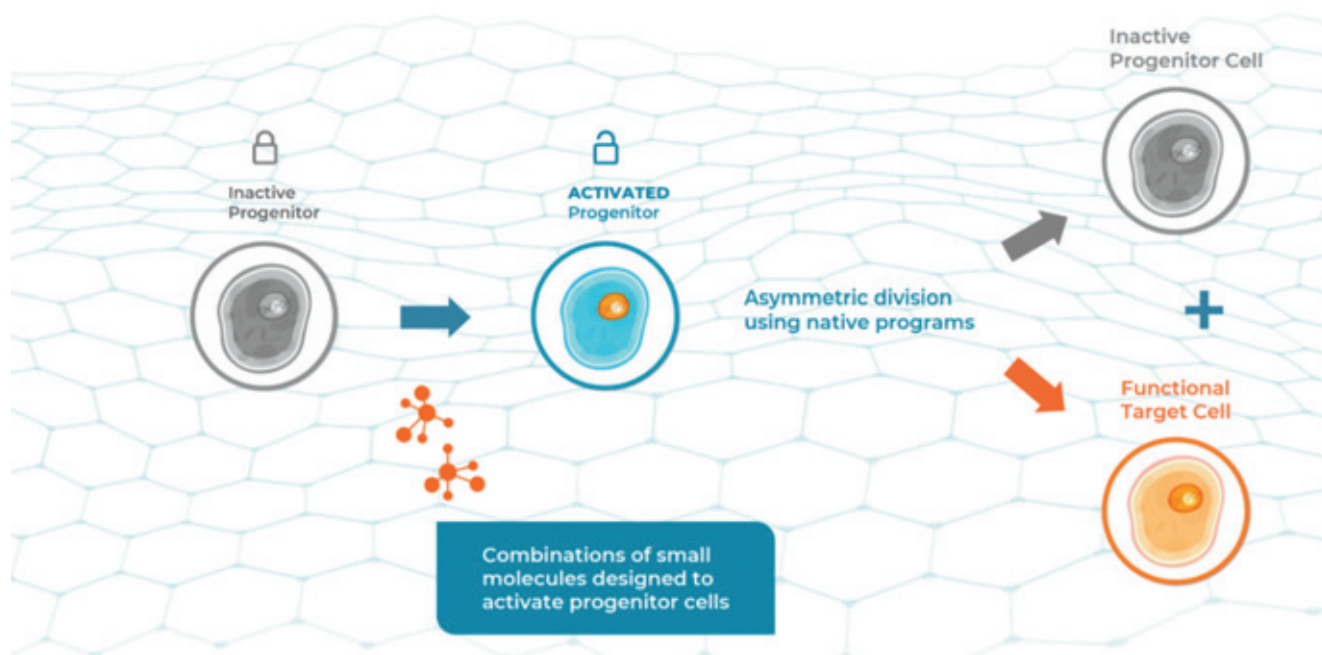 Inactive
Progenitor
ACTIVATED
Progenitor
Asymmetric division
using native programs
Inactive
Progenitor Cell
+
Functional
Target Cell
Combinations of small
molecules designed to
activate progenitor cells